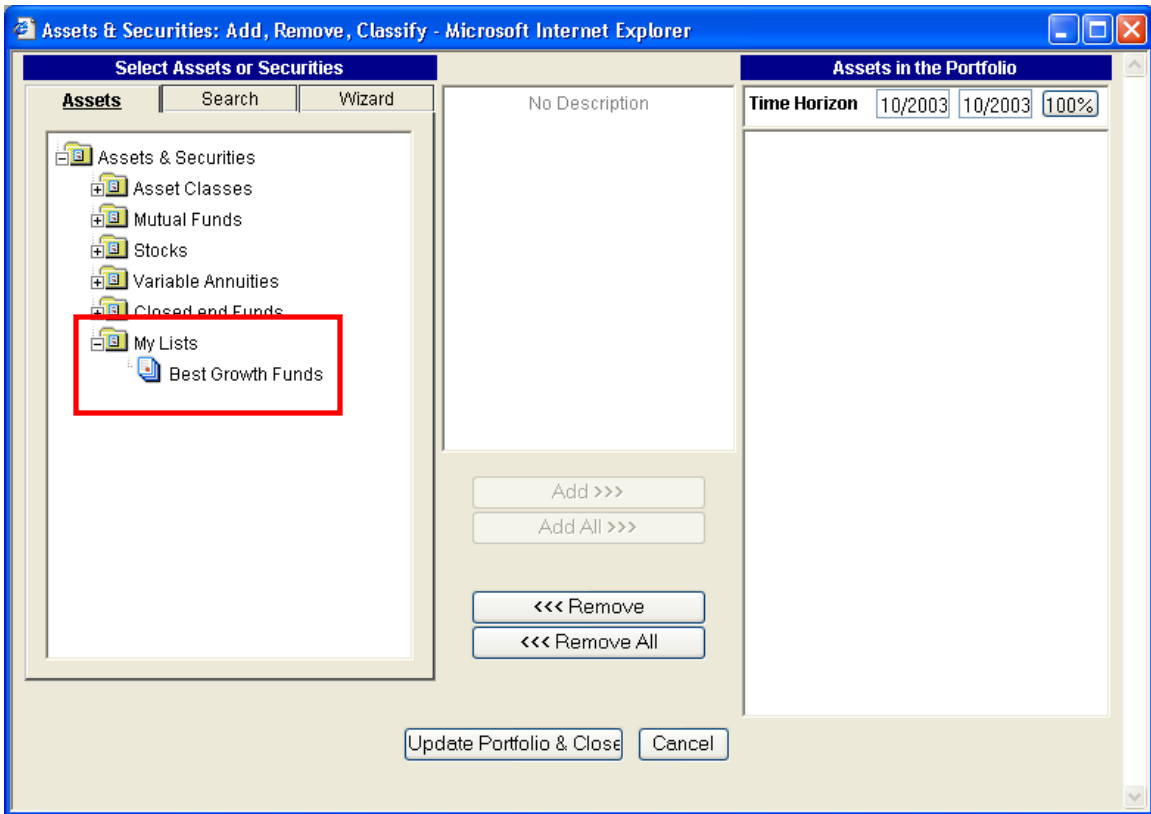 Assets & Securities: Add, Remove, Classify - Microsoft Internet Explorer
Select Assets or Securities
Assets in the Portfolio
Assets Search Wizard
No Description
Time Horizon 10/2003 10/2003 100%
Assets & Securities
Asset Classes
Mutual Funds
Stocks
Variable Annuities
Closed end Funds
My Lists
Best Growth Funds
Add >>>
Add All >>>
<<< Remove
<<< Remove All
Update Portfolio & Close Cancel